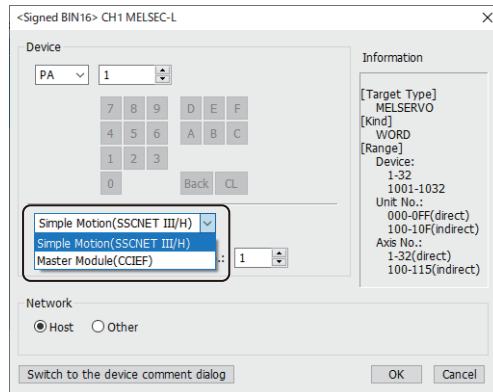 <Signed BIN16> CH1 MELSEC-L
Device
PA 1
7 8 9 D E F
4 5 6 A B C
1 2 3
0 Back CL
Simple Motion(SSCNET III/H)
Simple Motion(SSCNET III/H)
Master Module(CCIEF)
.: 1
Information
[Target Type]
MELSERVO
[Kind]
WORD
[Range]
Device:
1-32
1001-1032
Unit No.:
000-0FF(direct)
100-10F(indirect)
Axis No.:
1-32(direct)
100-115(indirect)
Network
Host Other
Switch to the device comment dialog OK Cancel